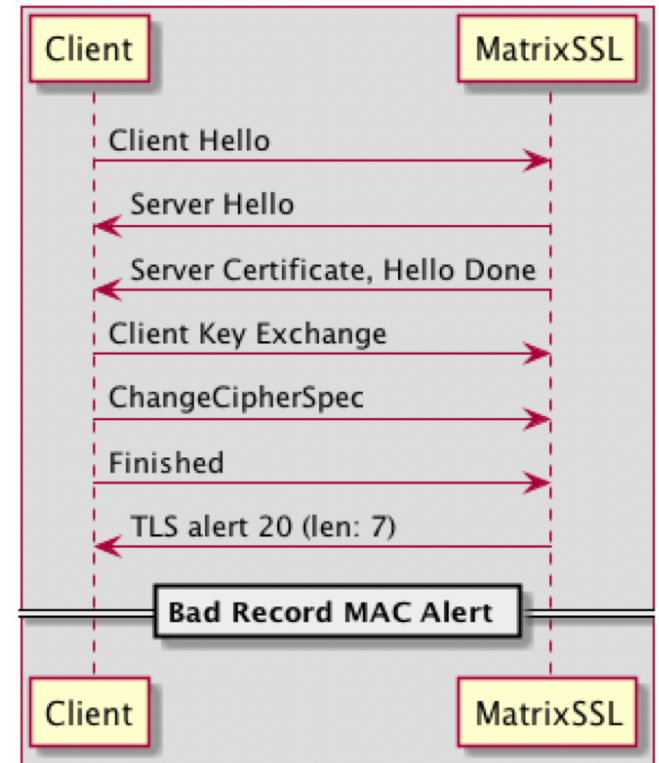 Client MatrixSSL
Client Hello
Server Hello
Server Certificate, Hello Done
Client Key Exchange
ChangeCipherSpec
Finished
TLS alert 20 (len: 7)
Bad Record MAC Alert
Client MatrixSSL